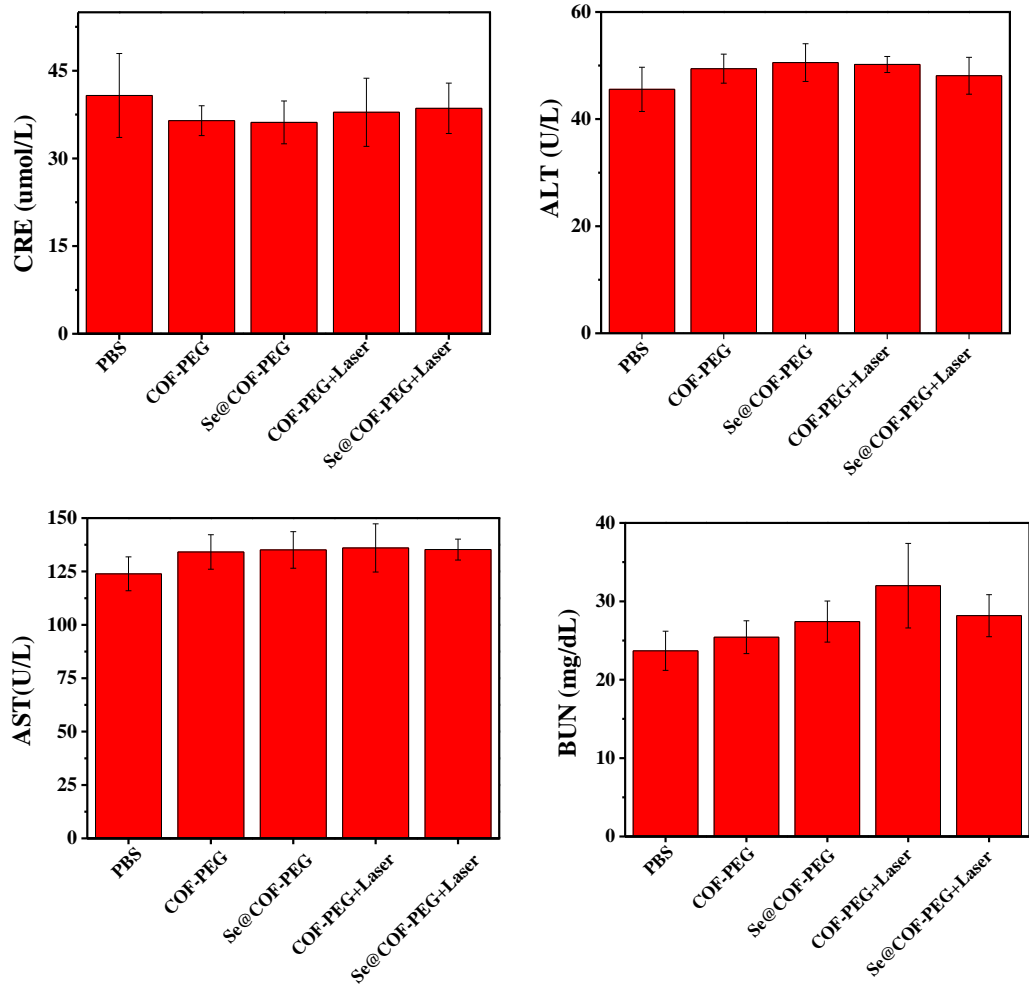 CRE (umol/L)
45
30
15
0
PBS
COF-PEG
Se@COF-PEG
COF-PEG+Laser
Se@COF-PEG+Laser
ALT (U/L)
60
40
20
0
PBS
COF-PEG
Se@COF-PEG
COF-PEG+Laser
Se@COF-PEG+Laser
AST(U/L)
150
125
100
75
50
25
0
PBS
COF-PEG
Se@COF-PEG
COF-PEG+Laser
Se@COF-PEG+Laser
BUN (mg/dL)
40
30
20
10
0
PBS
COF-PEG
Se@COF-PEG
COF-PEG+Laser
Se@COF-PEG+Laser